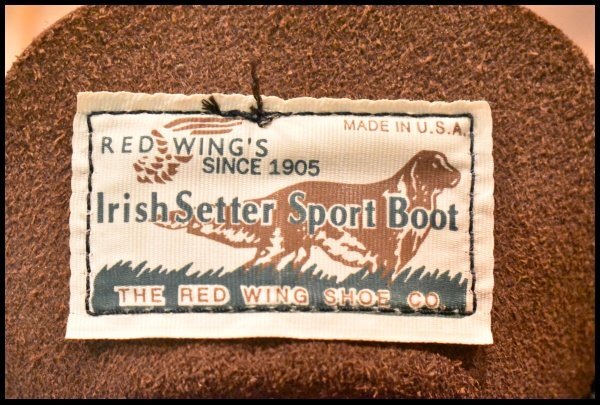 MADE IN U.S.A.
RED WING'S
SINCE 1905
Irish Setter Sport Boot
THE RED WING SHOE CO.